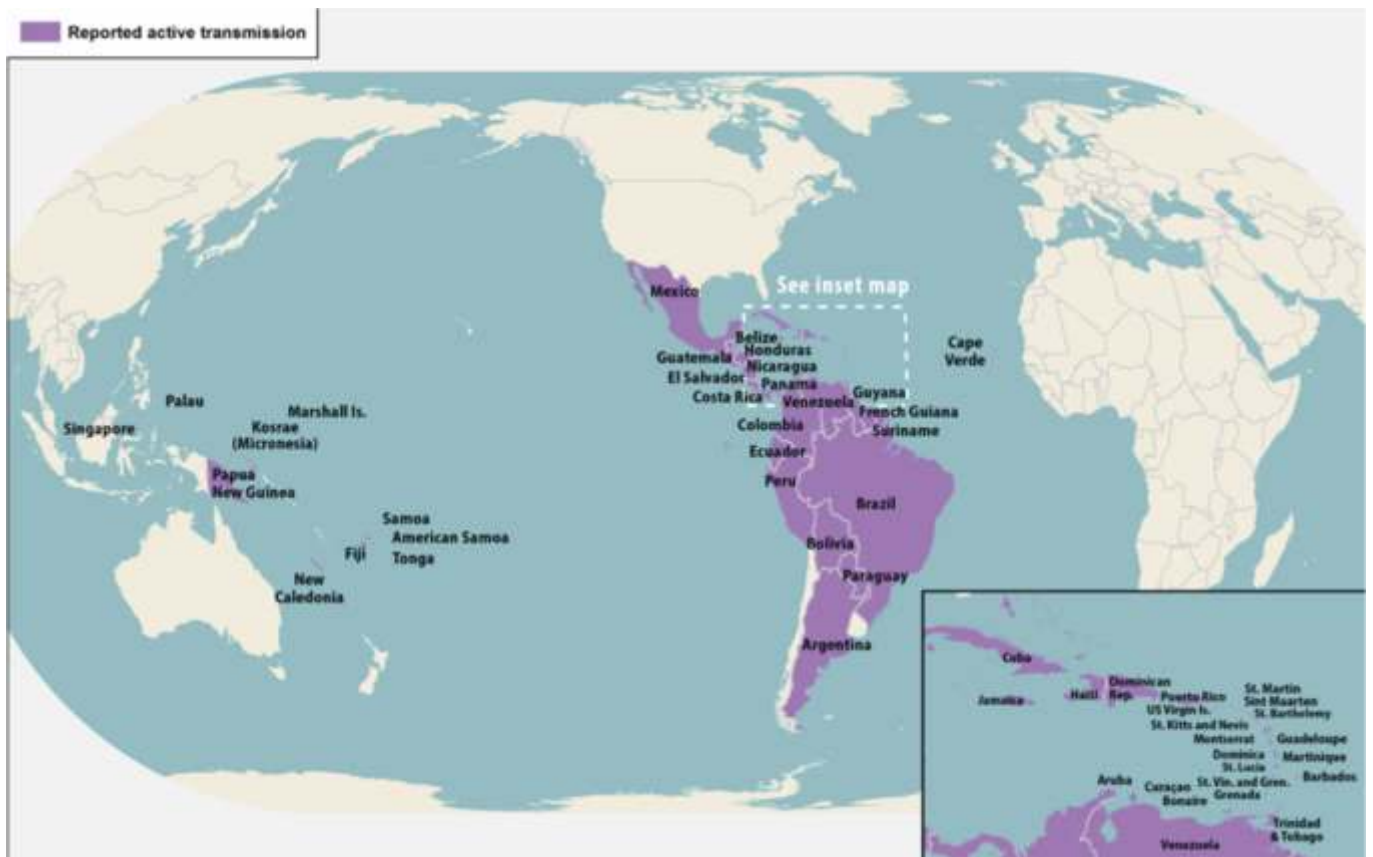 Reported active transmission
See inset map
Mexico
Belize
Honduras
Guatemala
Nicaragua
El Salvador
Panama
Costa Rica
Venezuela
Guyana
French Guiana
Colombia
Suriname
Ecuador
Peru
Brazil
Bolivia
Paraguay
Argentina
Cape
Verde
Palau
Marshall Is.
Singapore
Kosrae
(Micronesia)
Papua
New Guinea
Samoa
American Samoa
Fiji
Tonga
New
Caledonia
Cuba
Jamaica
Haiti
Dominican
Rep.
Puerto Rico
US Virgin Is.
St. Martin
Sint Maarten
St. Barthelemy
St. Kitts and Nevis
Montserrat
Guadeloupe
Dominica
Martinique
St. Lucia
Barbados
Aruba
Curaçao
St. Vin. and Gren.
Bonaire
Grenada
Trinidad
& Tobago
Venezuela